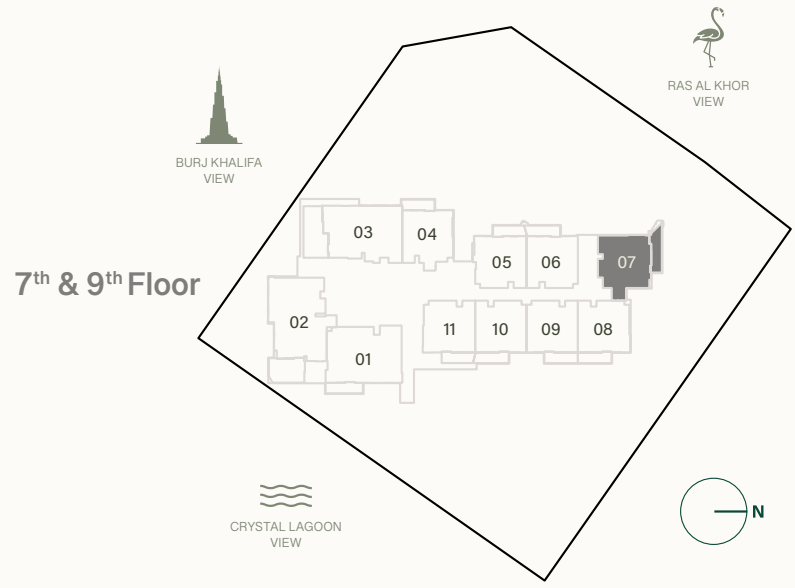 RAS AL KHOR
VIEW
BURJ KHALIFA
VIEW
7th & 9th Floor
03
04
05
06
07
02
01
11
10
09
08
CRYSTAL LAGOON
VIEW
N